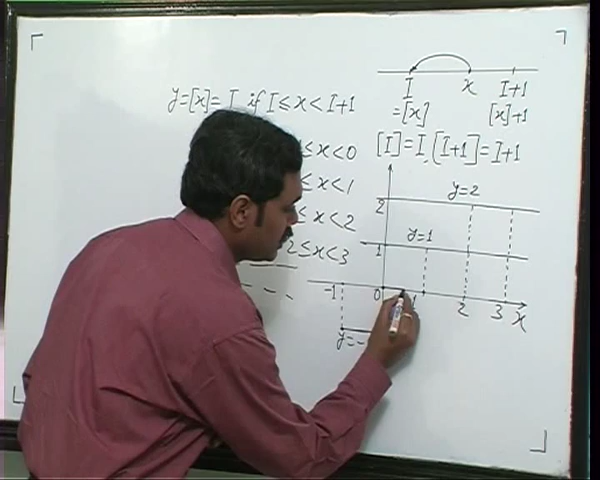 y=[x]=I if I≤x<I+1
≤x<0
≤x<1
≤x<2
2≤x<3
I x I+1
=[x] [x]+1
[I]=I, [I+1]=I+1
2 y=2
1 y=1
-1 0 1 2 3 x
y=-